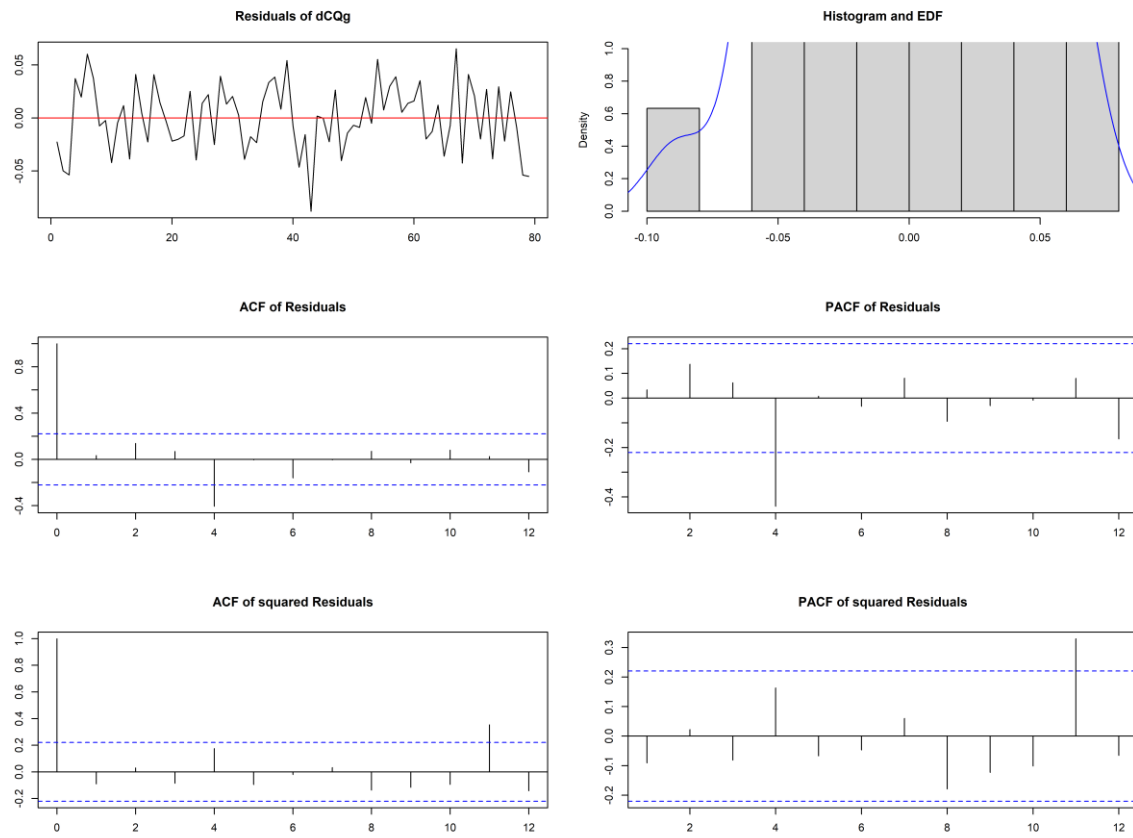 Residuals of dCQg
0.05
0.00
-0.05
0 20 40 60 80
Histogram and EDF
Density
1.0
0.8
0.6
0.4
0.2
0.0
-0.10 -0.05 0.00 0.05
ACF of Residuals
0.8
0.4
0.0
-0.4
0 2 4 6 8 10 12
PACF of Residuals
0.2
0.1
0.0
-0.2
-0.4
2 4 6 8 10 12
ACF of squared Residuals
1.0
0.8
0.6
0.4
0.2
0.0
-0.2
0 2 4 6 8 10 12
PACF of squared Residuals
0.3
0.2
0.1
0.0
-0.1
-0.2
2 4 6 8 10 12